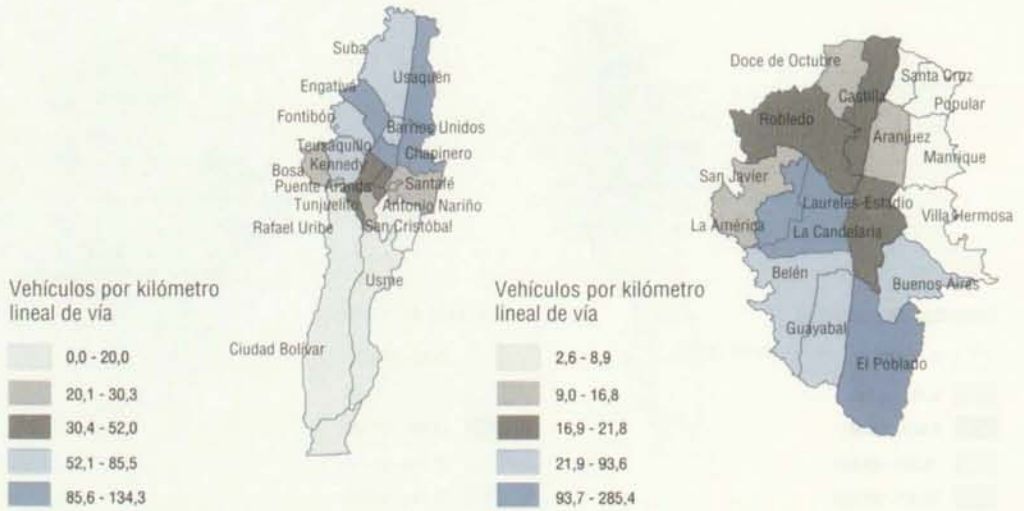 Suba
Usaquén
Engativá
Fontibón
Barrios Unidos
Teusaquillo
Chapinero
Kennedy
Bosa
Santafé
Puente Aranda
Tunjuelito
Antonio Nariño
Rafael Uribe
San Cristóbal
Usme
Ciudad Bolívar
Vehículos por kilómetro
lineal de vía
0,0 - 20,0
20,1 - 30,3
30,4 - 52,0
52,1 - 85,5
85,6 - 134,3
Doce de Octubre
Santa Cruz
Castilla
Popular
Robledo
Aranjuez
Manrique
San Javier
Laureles-Estadio
Villa Hermosa
La América
La Candelaria
Belén
Buenos Aires
Guayabal
El Poblado
Vehículos por kilómetro
lineal de vía
2,6 - 8,9
9,0 - 16,8
16,9 - 21,8
21,9 - 93,6
93,7 - 285,4